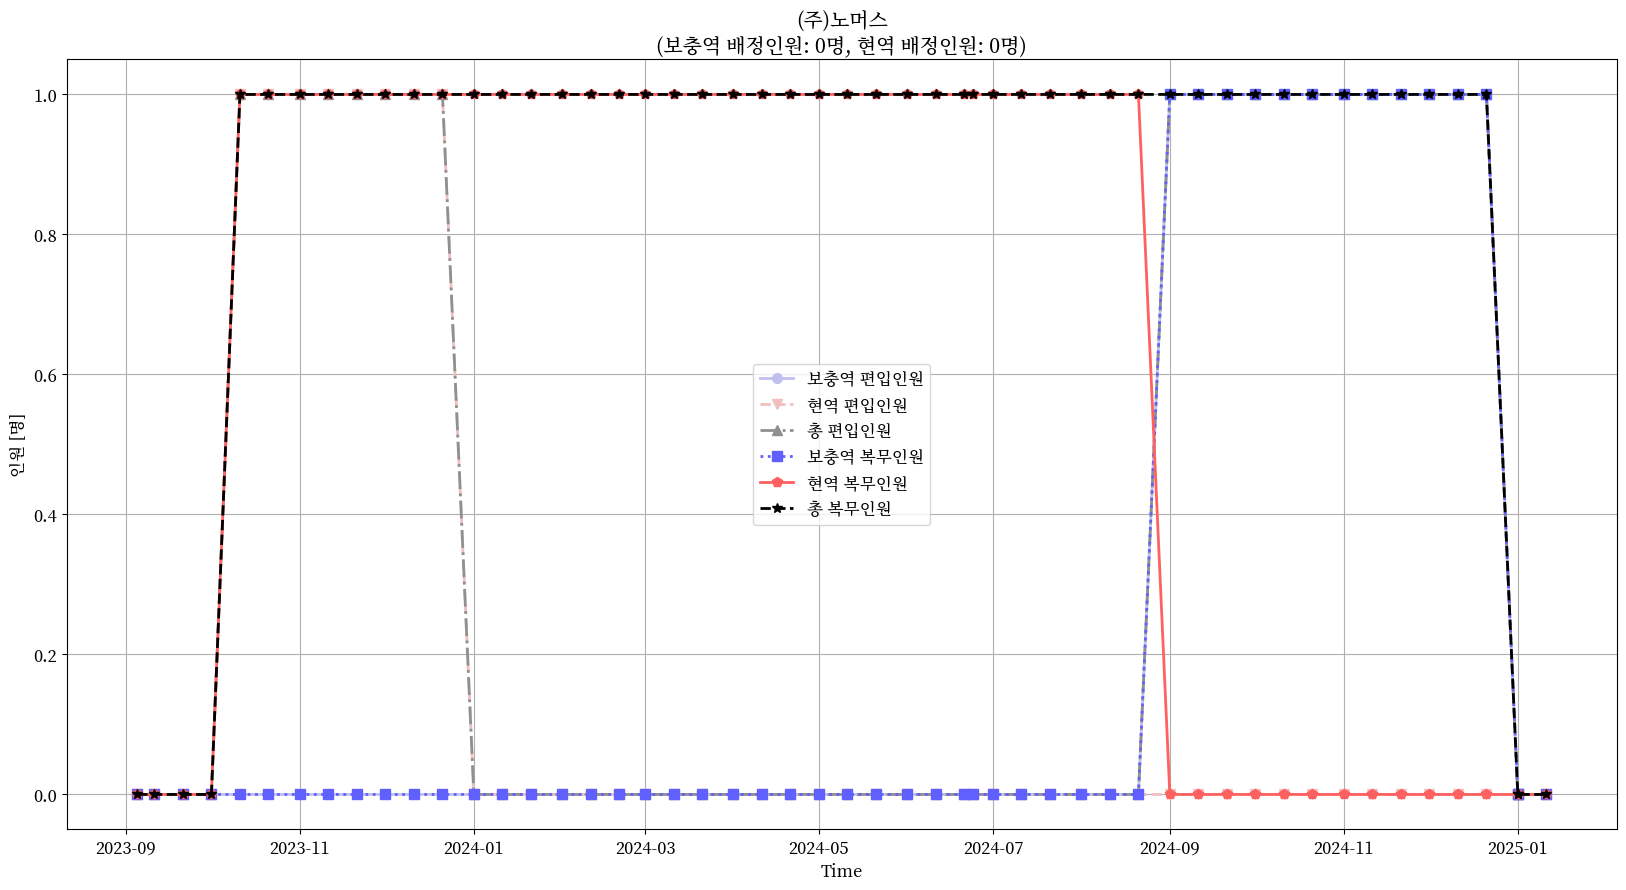 (주)노머스
(보충역 배정인원: 0명, 현역 배정인원: 0명)
인원 [명]
1.0
0.8
0.6
0.4
0.2
0.0
보충역 편입인원
현역 편입인원
총 편입인원
보충역 복무인원
현역 복무인원
총 복무인원
2023-09
2023-11
2024-01
2024-03
2024-05
2024-07
2024-09
2024-11
2025-01
Time